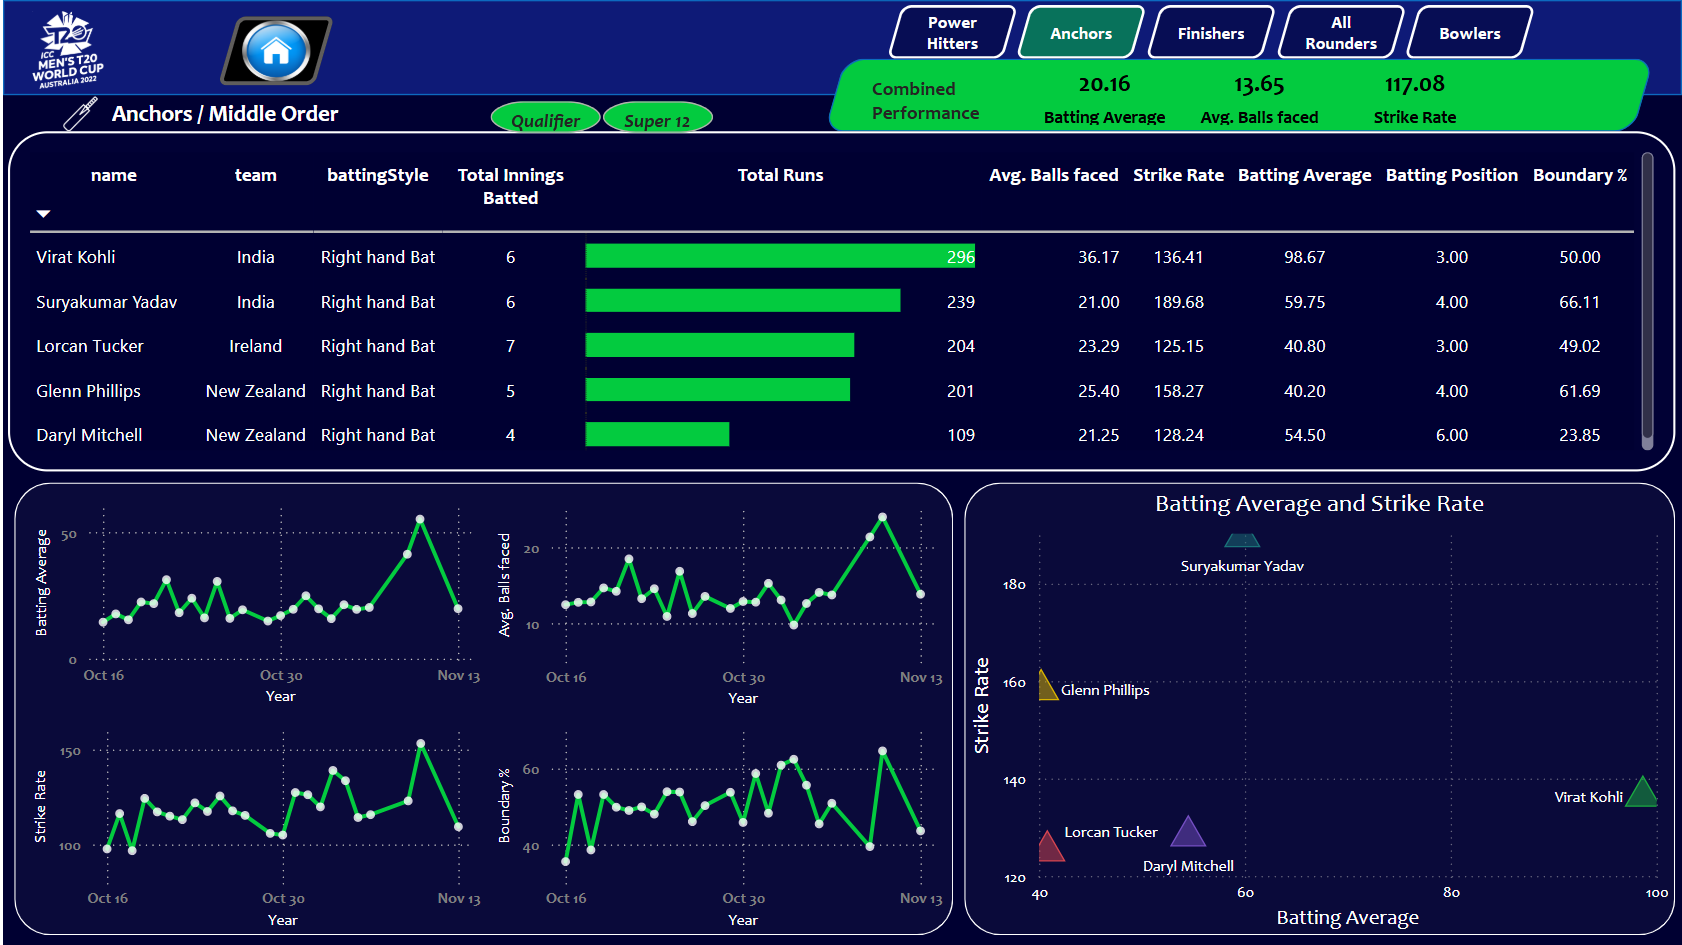 ICC
MEN'S T20
WORLD CUP
AUSTRALIA 2022
Power
Hitters
Anchors
Finishers
All
Rounders
Bowlers
Combined
Performance
20.16
Batting Average
13.65
Avg. Balls faced
117.08
Strike Rate
Anchors / Middle Order
Qualifier
Super 12
name team battingStyle Total Innings Batted Total Runs Avg. Balls faced Strike Rate Batting Average Batting Position Boundary %
Virat Kohli India Right hand Bat 6 296 36.17 136.41 98.67 3.00 50.00
Suryakumar Yadav India Right hand Bat 6 239 21.00 189.68 59.75 4.00 66.11
Lorcan Tucker Ireland Right hand Bat 7 204 23.29 125.15 40.80 3.00 49.02
Glenn Phillips New Zealand Right hand Bat 5 201 25.40 158.27 40.20 4.00 61.69
Daryl Mitchell New Zealand Right hand Bat 4 109 21.25 128.24 54.50 6.00 23.85
Batting Average
50
0
Oct 16 Oct 30 Nov 13
Year
Avg. Balls faced
20
10
Oct 16 Oct 30 Nov 13
Year
Strike Rate
150
100
Oct 16 Oct 30 Nov 13
Year
Boundary %
60
40
Oct 16 Oct 30 Nov 13
Year
Batting Average and Strike Rate
Strike Rate
180
160
140
120
Suryakumar Yadav
Glenn Phillips
Virat Kohli
Lorcan Tucker
Daryl Mitchell
40 60 80 100
Batting Average